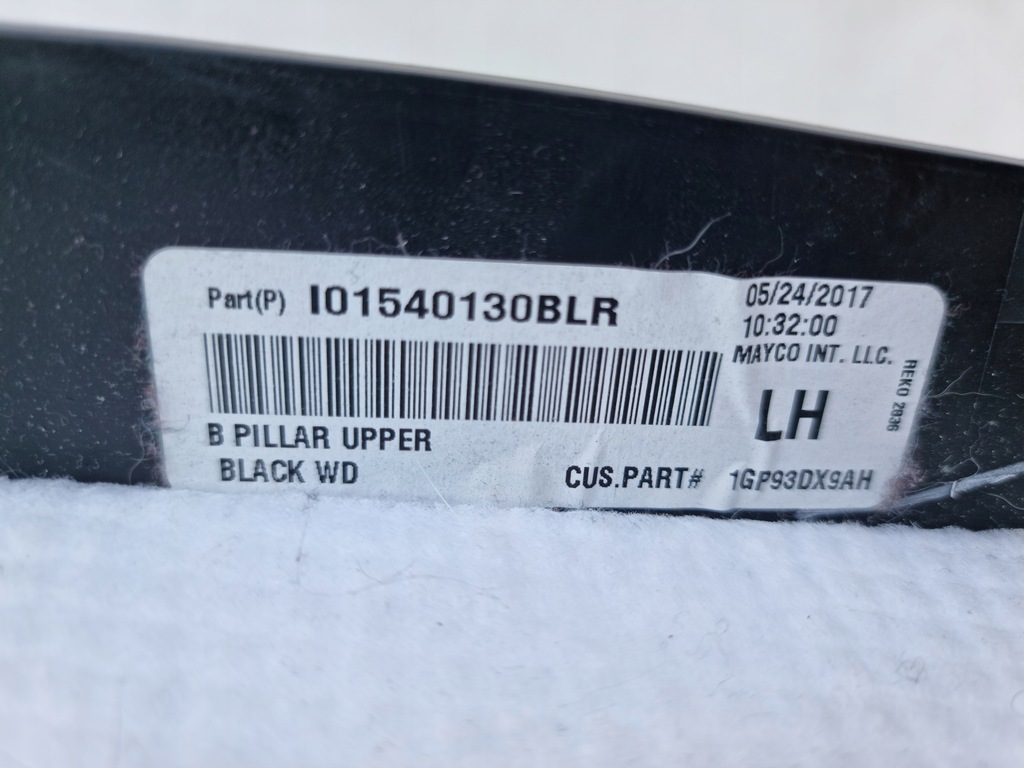 Part(P) I01540130BLR
05/24/2017
10:32:00
MAYCO INT. LLC.
LH
REKO 2836
B PILLAR UPPER
BLACK WD
CUS.PART# 1GP93DX9AH